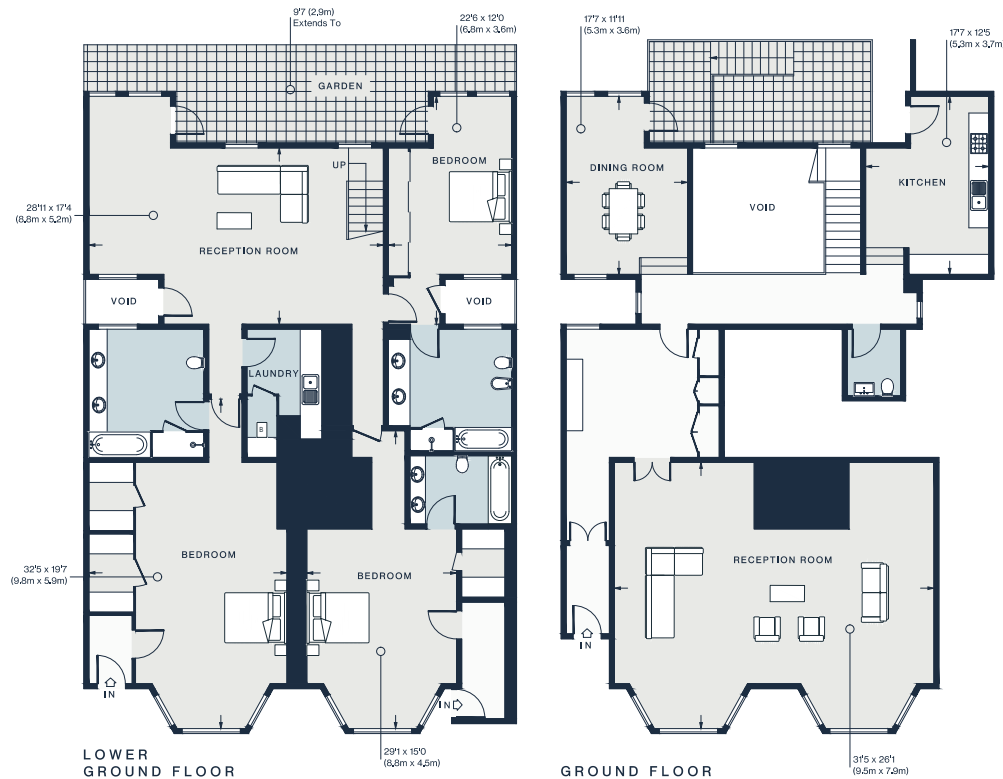 9'7 (2,9m)
Extends To
22'6 x 12'0
(6.8m x 3.6m)
17'7 x 11'11
(5.3m x 3.6m)
17'7 x 12'5
(5.3m x 3.7m
GARDEN
UP
BEDROOM
DINING ROOM
KITCHEN
28'11 x 17'4
(8.8m x 5.2m)
VOID
RECEPTION ROOM
VOID
VOID
LAUNDRY
B
BEDROOM
RECEPTION ROOM
32'5 x 19'7
(9.8m x 5.9m)
BEDROOM
IN
IN
IN
LOWER
GROUND FLOOR
29'1 x 15'0
(8.8m x 4.5m)
GROUND FLOOR
31'5 x 26'1
(9.5m x 7.9m)